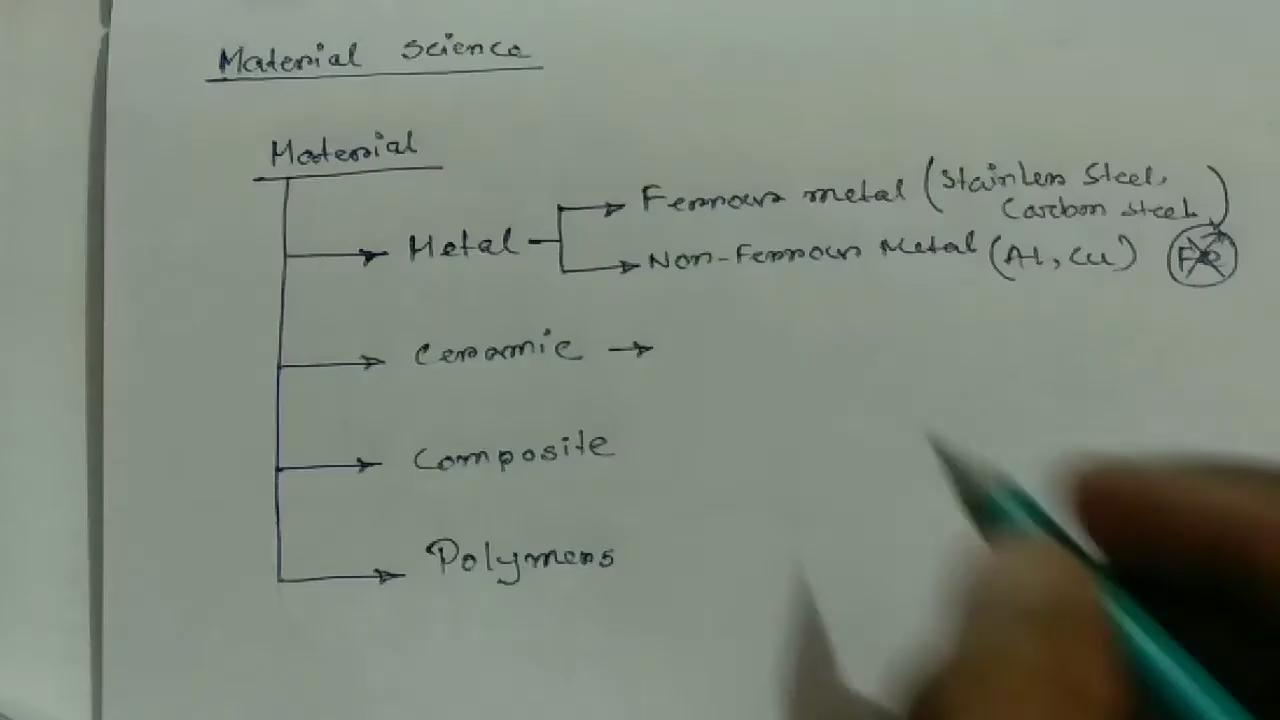 Material Science
Material
Metal
Ferrous metal (Stainless Steel,
Carbon steel)
Non-Ferrous Metal (Al, Cu)
Fe
Ceramic
Composite
Polymers